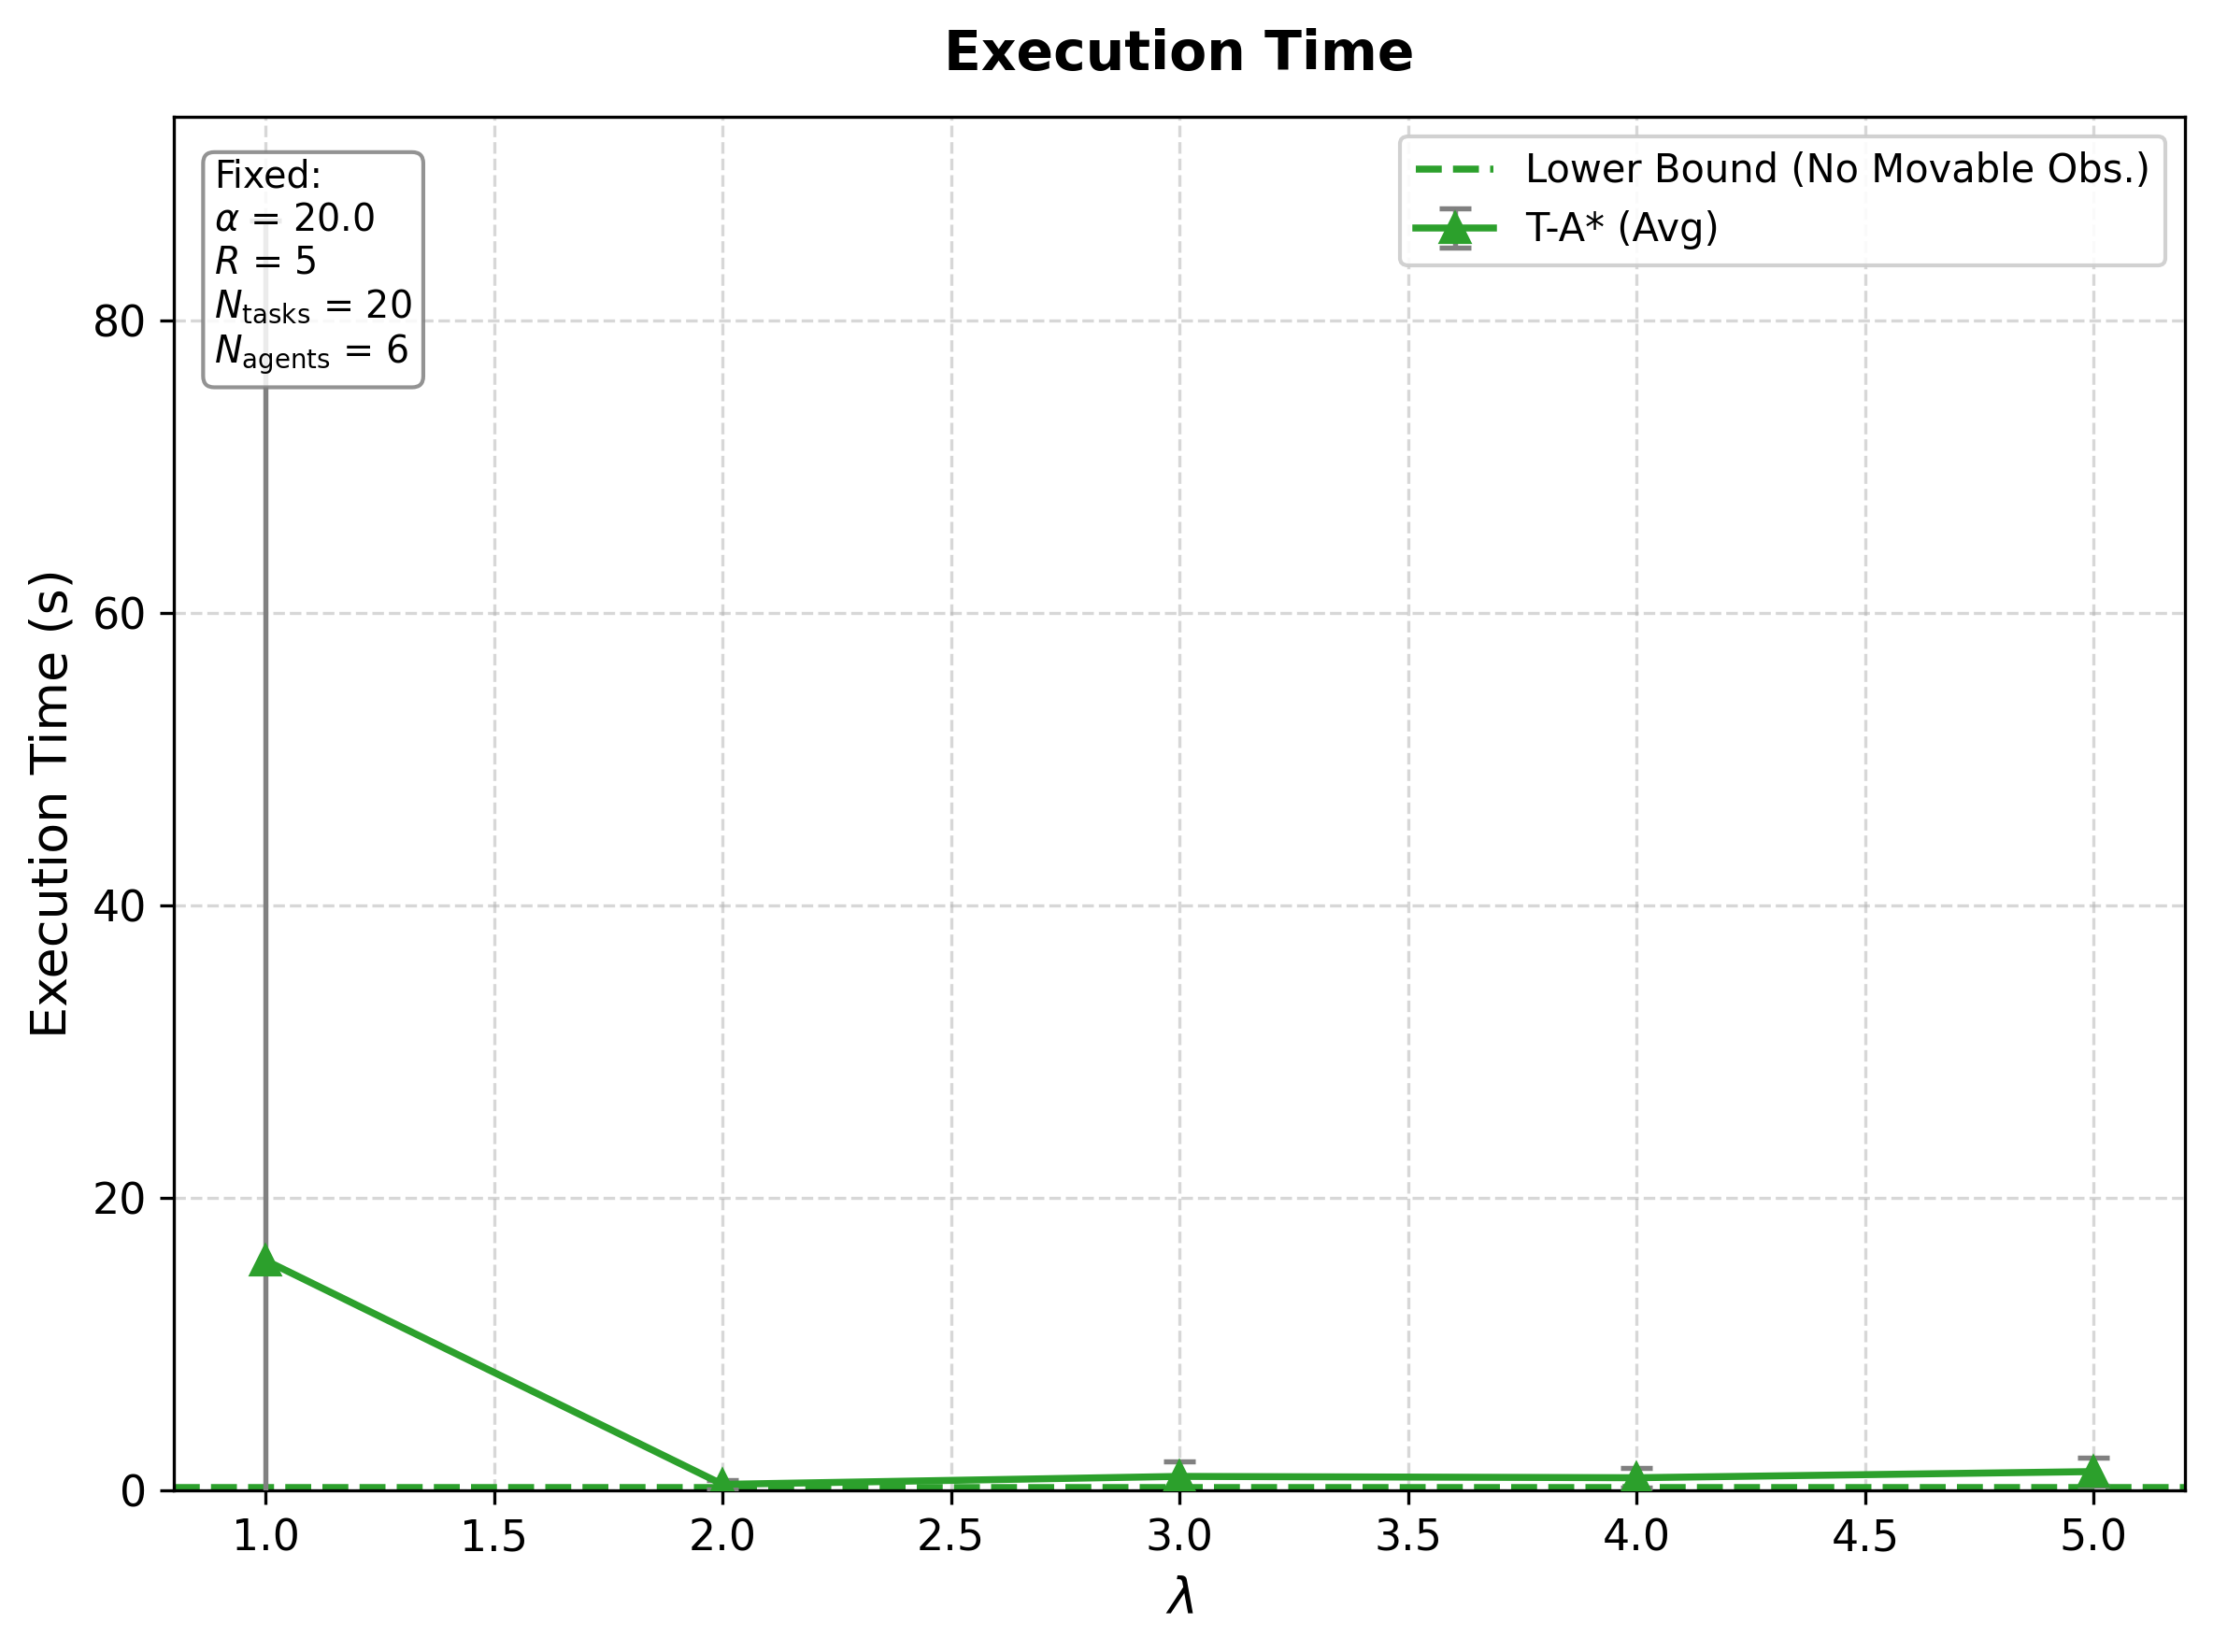 Execution Time
Fixed:
α = 20.0
R = 5
N_tasks = 20
N_agents = 6
Lower Bound (No Movable Obs.)
T-A* (Avg)
Execution Time (s)
80
60
40
20
0
1.0 1.5 2.0 2.5 3.0 3.5 4.0 4.5 5.0
λ